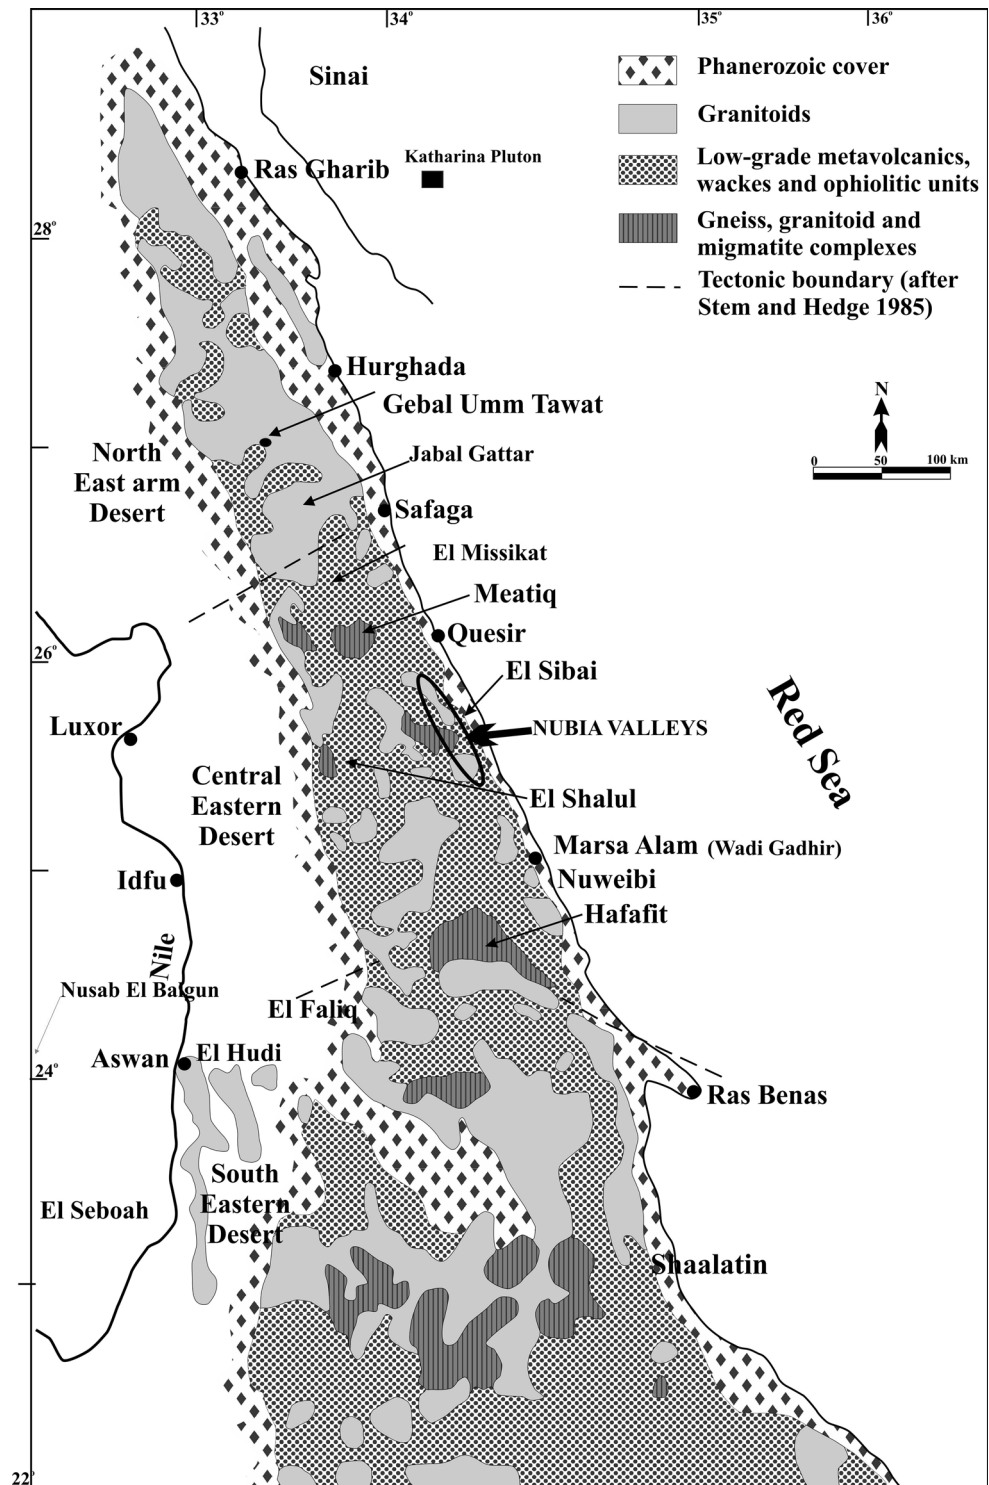 33°
34°
35°
36°
Sinai
Phanerozoic cover
Granitoids
Katharina Pluton
Ras Gharib
Low-grade metavolcanics,
wackes and ophiolitic units
Gneiss, granitoid and
migmatite complexes
28°
Tectonic boundary (after
Stem and Hedge 1985)
Hurghada
Gebal Umm Tawat
N
0 50 100 km
North
East arm
Desert
Jabal Gattar
Safaga
El Missikat
Meatiq
Quesir
26°
El Sibai
Luxor
NUBIA VALLEYS
Red Sea
Central
Eastern
Desert
El Shalul
Marsa Alam (Wadi Gadhir)
Idfu
Nuweibi
Hafafit
Nile
Nusab El Balgun
El Faliq
Aswan
El Hudi
24°
Ras Benas
South
Eastern
Desert
El Seboah
Shaalatin
22°